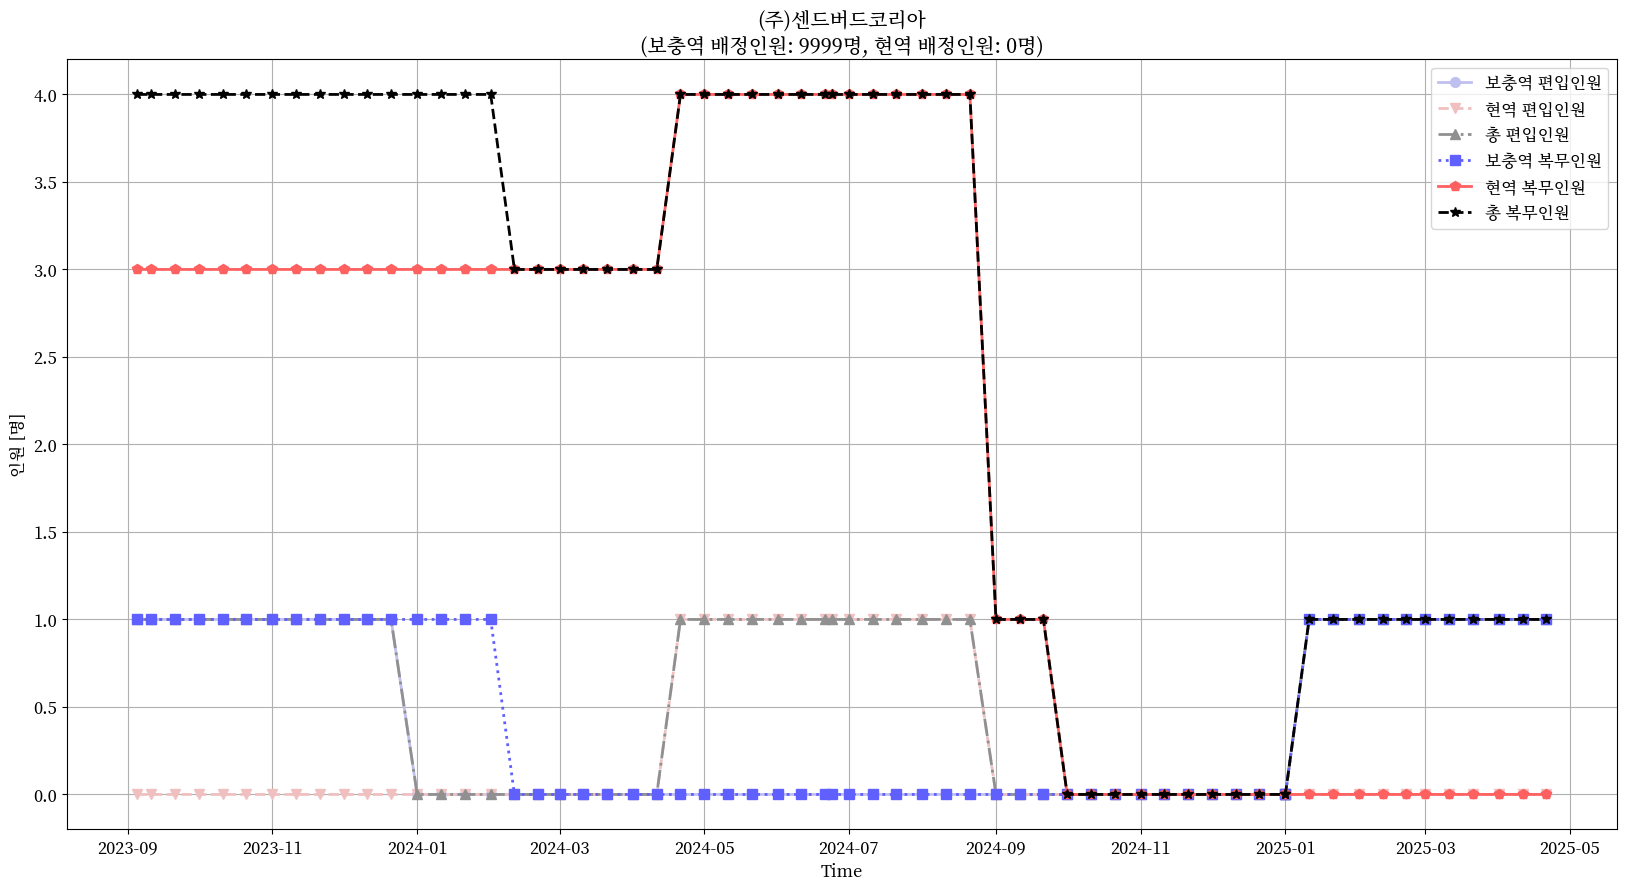 (주)센드버드코리아
(보충역 배정인원: 9999명, 현역 배정인원: 0명)
보충역 편입인원
현역 편입인원
총 편입인원
보충역 복무인원
현역 복무인원
총 복무인원
인원 [명]
4.0
3.5
3.0
2.5
2.0
1.5
1.0
0.5
0.0
2023-09 2023-11 2024-01 2024-03 2024-05 2024-07 2024-09 2024-11 2025-01 2025-03 2025-05
Time